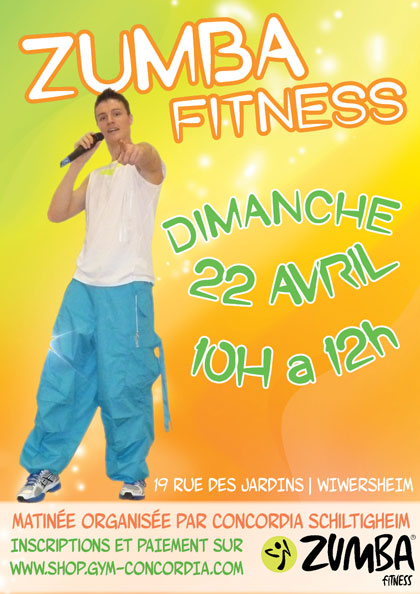 ZUMBA
FITNESS
DIMANCHE
22 AVRIL
10H a 12h
19 RUE DES JARDINS | WIWERSHEIM
MATINÉE ORGANISÉE PAR CONCORDIA SCHILTIGHEIM
INSCRIPTIONS ET PAIEMENT SUR
WWW.SHOP.GYM-CONCORDIA.COM
ZUMBA®
FITNESS